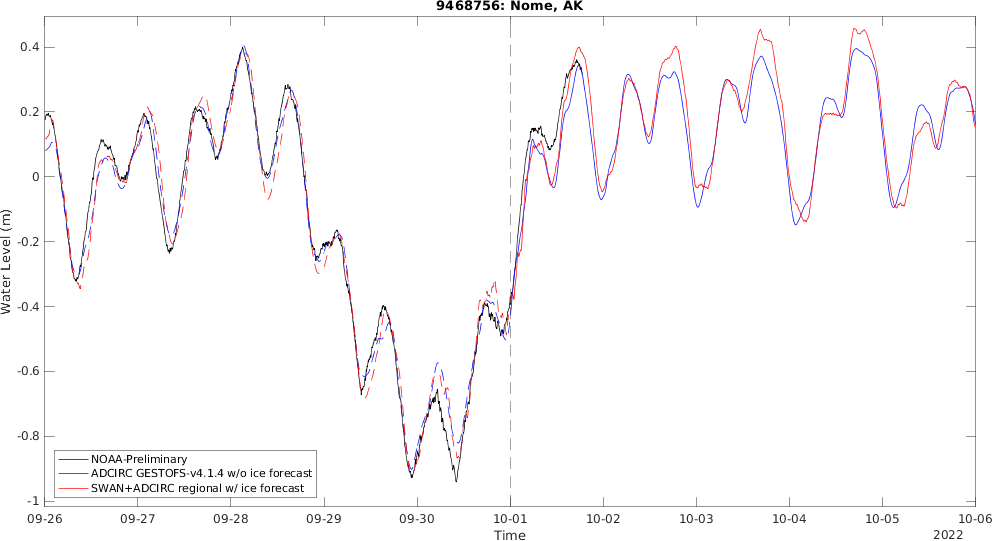 9468756: Nome, AK
Water Level (m)
0.4
0.2
0
-0.2
-0.4
-0.6
-0.8
-1
NOAA-Preliminary
ADCIRC GESTOFS-v4.1.4 w/o ice forecast
SWAN+ADCIRC regional w/ ice forecast
09-26 09-27 09-28 09-29 09-30 10-01 10-02 10-03 10-04 10-05 10-06
Time
2022